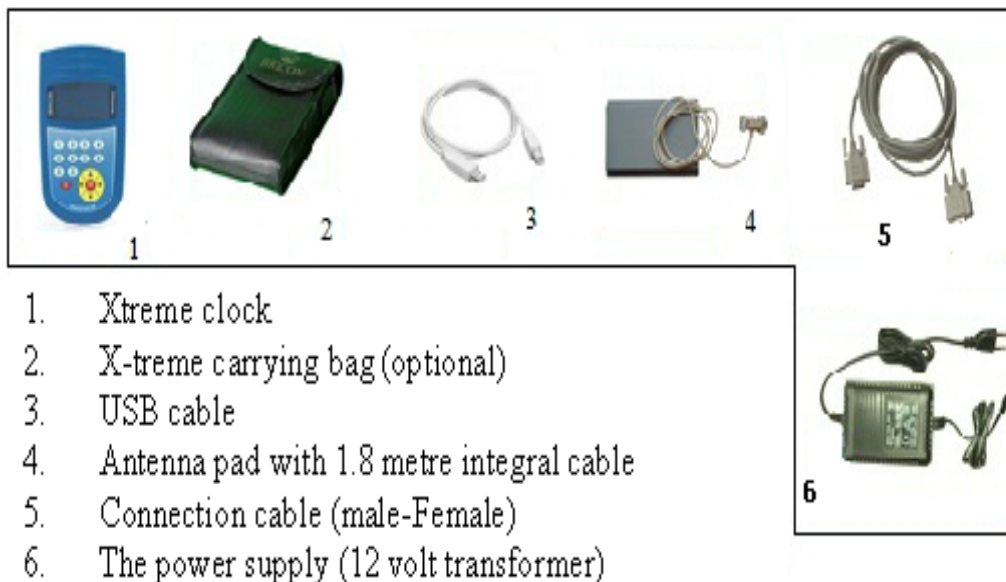 BRICON
1
2
3
4
5
6
1. Xtreme clock
2. X-treme carrying bag (optional)
3. USB cable
4. Antenna pad with 1.8 metre integral cable
5. Connection cable (male-Female)
6. The power supply (12 volt transformer)